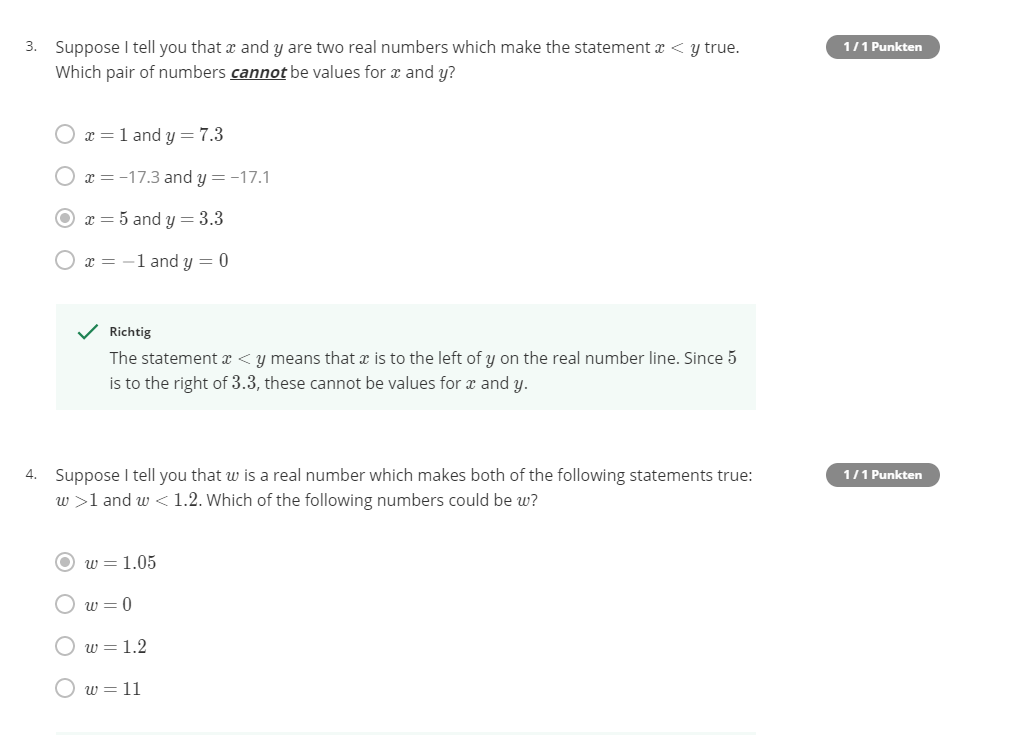 3. Suppose I tell you that x and y are two real numbers which make the statement x < y true. 1 / 1 Punkten
Which pair of numbers cannot be values for x and y?
x = 1 and y = 7.3
x = −17.3 and y = −17.1
x = 5 and y = 3.3
x = −1 and y = 0
Richtig
The statement x < y means that x is to the left of y on the real number line. Since 5
is to the right of 3.3, these cannot be values for x and y.
4. Suppose I tell you that w is a real number which makes both of the following statements true: 1 / 1 Punkten
w >1 and w < 1.2. Which of the following numbers could be w?
w = 1.05
w = 0
w = 1.2
w = 11